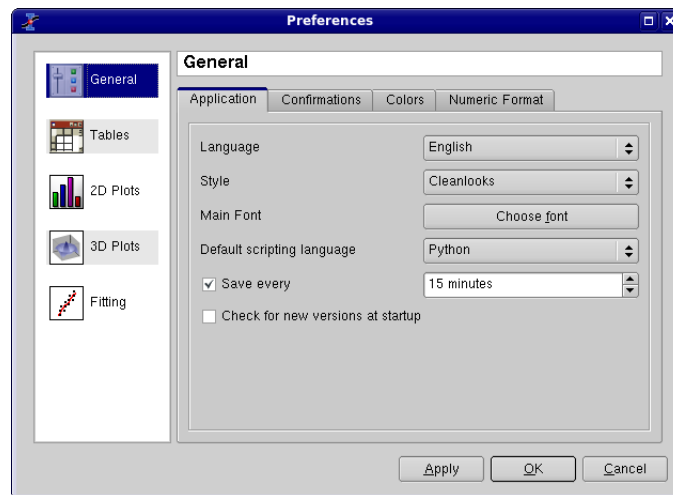 Preferences
General
Tables
2D Plots
3D Plots
Fitting
General
Application Confirmations Colors Numeric Format
Language English
Style Cleanlooks
Main Font Choose font
Default scripting language Python
Save every 15 minutes
Check for new versions at startup
Apply OK Cancel